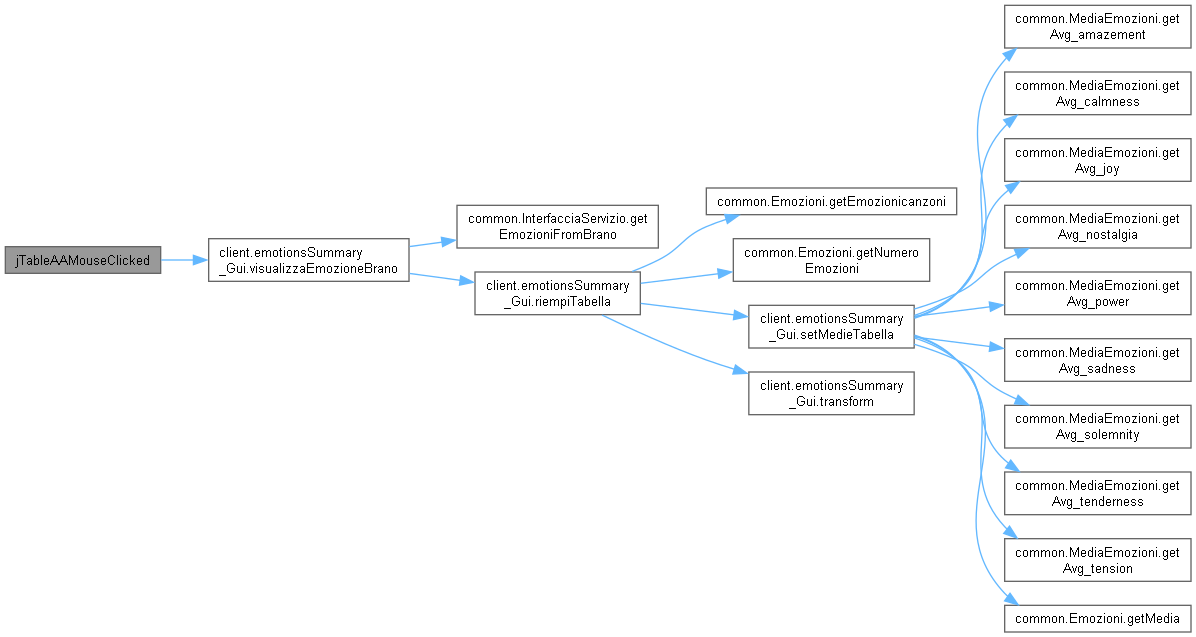 jTableAAMouseClicked
client.emotionsSummary
_Gui.visualizzaEmozioneBrano
common.InterfacciaServizio.get
EmozioniFromBrano
client.emotionsSummary
_Gui.riempiTabella
common.Emozioni.getEmozionicanzoni
common.Emozioni.getNumero
Emozioni
client.emotionsSummary
_Gui.setMedieTabella
client.emotionsSummary
_Gui.transform
common.MediaEmozioni.get
Avg_amazement
common.MediaEmozioni.get
Avg_calmness
common.MediaEmozioni.get
Avg_joy
common.MediaEmozioni.get
Avg_nostalgia
common.MediaEmozioni.get
Avg_power
common.MediaEmozioni.get
Avg_sadness
common.MediaEmozioni.get
Avg_solemnity
common.MediaEmozioni.get
Avg_tenderness
common.MediaEmozioni.get
Avg_tension
common.Emozioni.getMedia